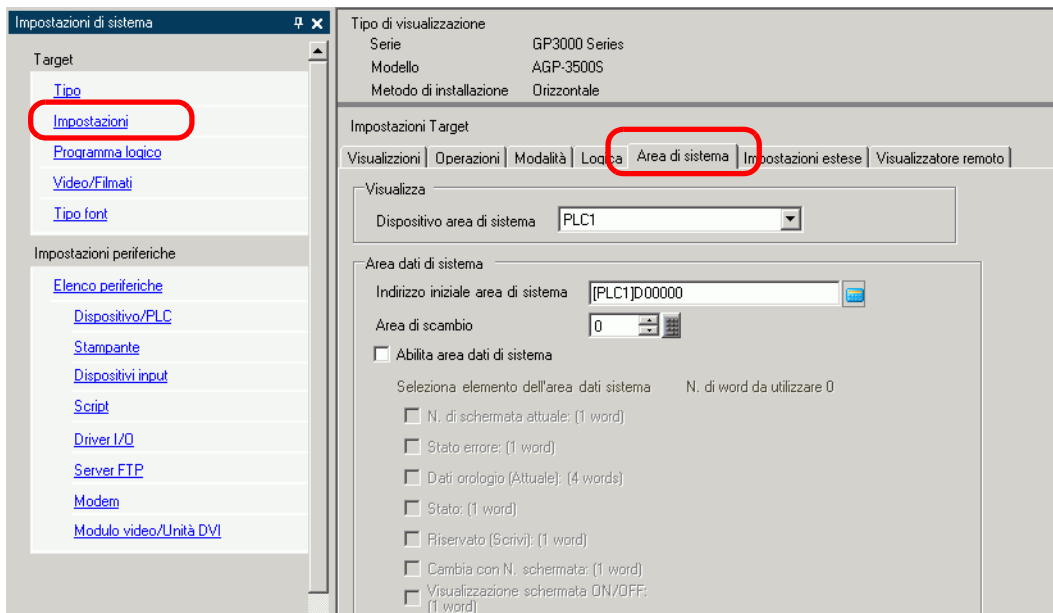 Impostazioni di sistema
Target
Tipo
Impostazioni
Programma logico
Video/Filmati
Tipo font
Impostazioni periferiche
Elenco periferiche
Dispositivo/PLC
Stampante
Dispositivi input
Script
Driver I/O
Server FTP
Modem
Modulo video/Unità DVI
Tipo di visualizzazione
Serie GP3000 Series
Modello AGP-3500S
Metodo di installazione Orizzontale
Impostazioni Target
Visualizzioni Operazioni Modalità Logica Area di sistema Impostazioni estese Visualizzatore remoto
Visualizza
Dispositivo area di sistema PLC1
Area dati di sistema
Indirizzo iniziale area di sistema [PLC1]D00000
Area di scambio 0
Abilita area dati di sistema
Seleziona elemento dell'area dati sistema N. di word da utilizzare 0
N. di schermata attuale: (1 word)
Stato errore: (1 word)
Dati orologio (Attuale): (4 words)
Stato: (1 word)
Riservato (Scrivi): (1 word)
Cambia con N. schermata: (1 word)
Visualizzazione schermata ON/OFF:
(1 word)